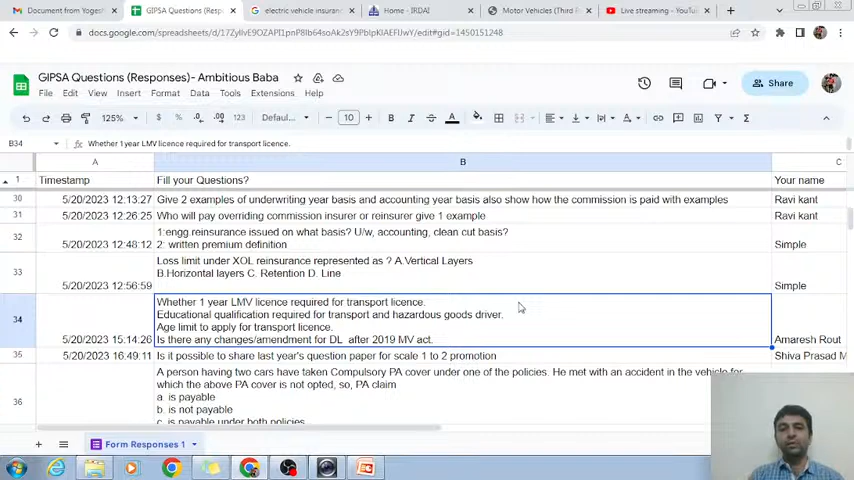 Document from Yogesh
GIPSA Questions (Resp
electric vehicle insuranc
Home - IRDAI
Motor Vehicles (Third
Live streaming - YouTu
GIPSA Questions (Responses)- Ambitious Baba
File Edit View Insert Format Data Tools Extensions Help
Share
125% $ % .0 .00 123 Defaul... 10 B I A
B34
Whether 1 year LMV licence required for transport licence.
A B C
1 Timestamp Fill your Questions? Your name
30 5/20/2023 12:13:27 Give 2 examples of underwriting year basis and accounting year basis also show how the commission is paid with examples Ravi kant
31 5/20/2023 12:26:25 Who will pay overriding commission insurer or reinsurer give 1 example Ravi kant
32 1:engg.reinsurance issued on what basis? U/w, accounting, clean cut basis?
5/20/2023 12:48:12 2: written premium definition Simple
Loss limit under XOL reinsurance represented as ? A.Vertical Layers
33 B.Horizontal layers C. Retention D. Line
5/20/2023 12:56:59 Simple
Whether 1 year LMV licence required for transport licence.
Educational qualification required for transport and hazardous goods driver.
34 Age limit to apply for transport licence.
5/20/2023 15:14:26 Is there any changes/amendment for DL after 2019 MV act. Amaresh Rout
35 5/20/2023 16:49:11 Is it possible to share last year's question paper for scale 1 to 2 promotion Shiva Prasad M
A person having two cars have taken Compulsory PA cover under one of the policies. He met with an accident in the vehicle for
which the above PA cover is not opted, so, PA claim
36 a. is payable
b. is not payable
c. is payable under both policies
Form Responses 1